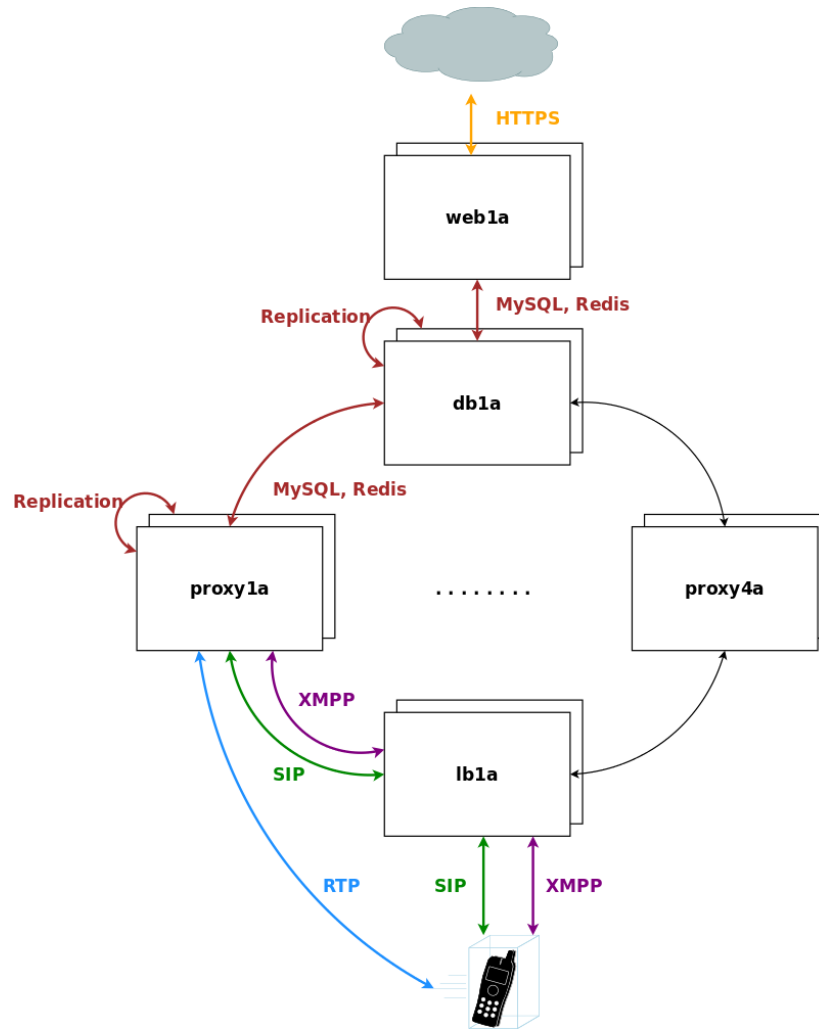 HTTPS
web1a
MySQL, Redis
Replication
db1a
MySQL, Redis
Replication
proxy1a
........
proxy4a
XMPP
SIP
lb1a
RTP
SIP
XMPP